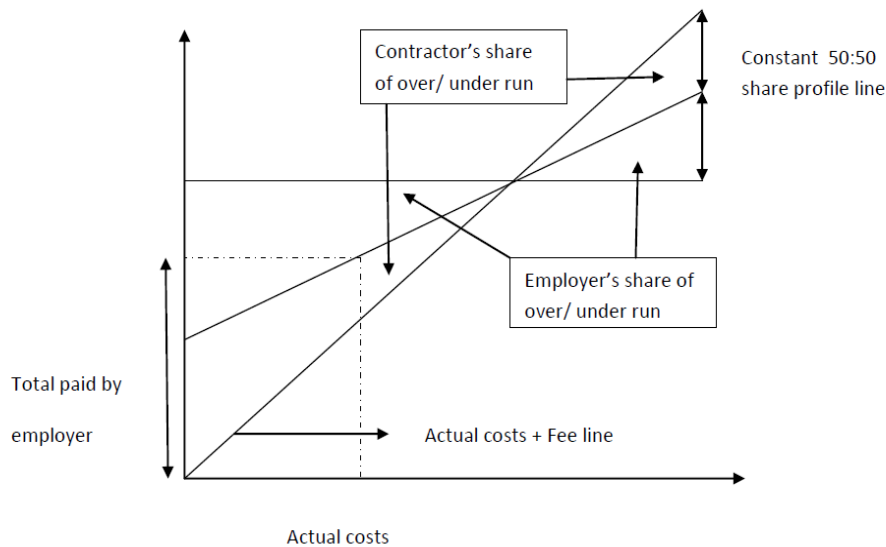 Contractor's share
of over/ under run
Constant 50:50
share profile line
Employer's share of
over/ under run
Total paid by
employer
Actual costs + Fee line
Actual costs